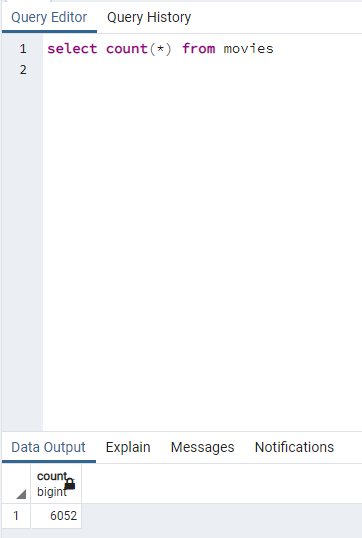 Query Editor Query History
1 select count(*) from movies
2
Data Output Explain Messages Notifications
count
bigint
1 6052